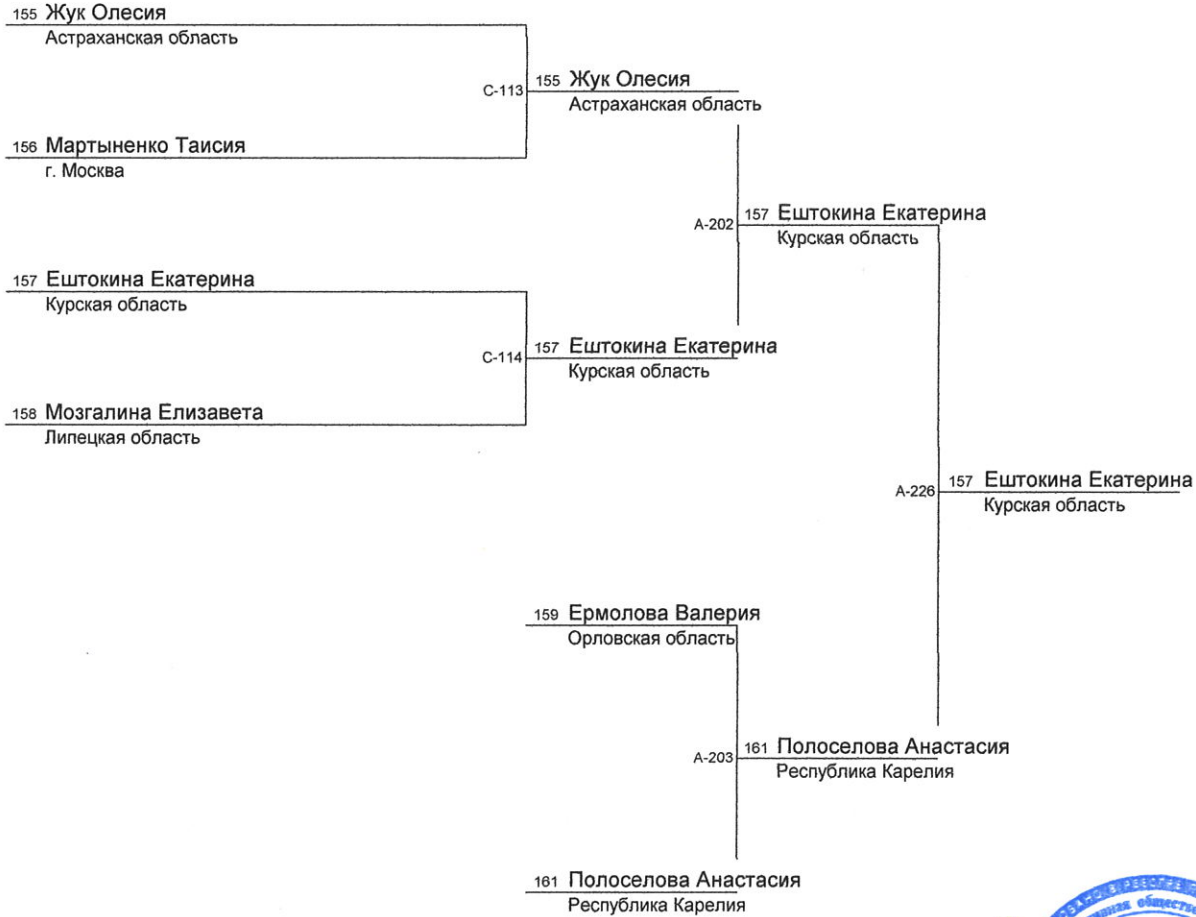 155 Жук Олесия
Астраханская область
C-113
155 Жук Олесия
Астраханская область
156 Мартыненко Таисия
г. Москва
A-202
157 Ештокина Екатерина
Курская область
157 Ештокина Екатерина
Курская область
C-114
157 Ештокина Екатерина
Курская область
158 Мозгалина Елизавета
Липецкая область
A-226
157 Ештокина Екатерина
Курская область
159 Ермолова Валерия
Орловская область
A-203
161 Полоселова Анастасия
Республика Карелия
161 Полоселова Анастасия
Республика Карелия